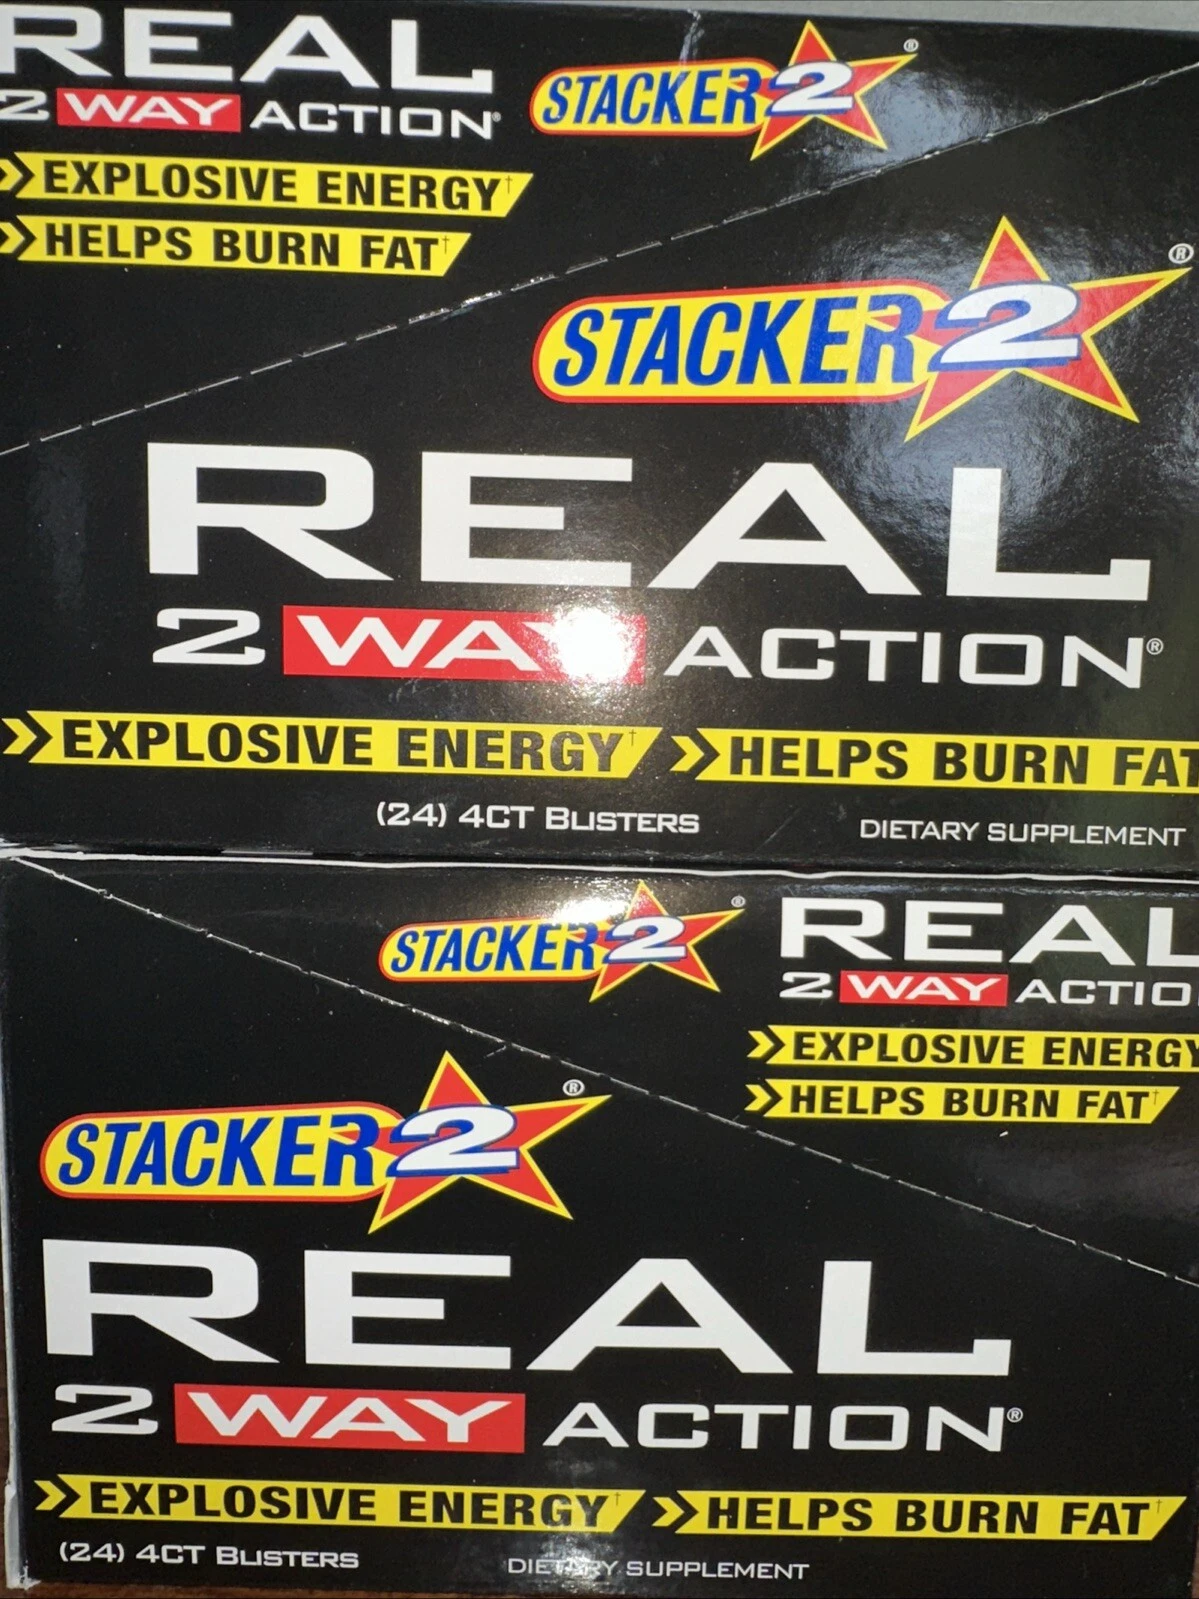 REAL
2 WAY ACTION®
STACKER 2®
EXPLOSIVE ENERGY†
HELPS BURN FAT†
STACKER 2®
REAL
2 WAY ACTION®
EXPLOSIVE ENERGY† HELPS BURN FAT
(24) 4CT BLISTERS DIETARY SUPPLEMENT
STACKER 2®
REAL
2 WAY ACTIO
EXPLOSIVE ENERGY
HELPS BURN FAT†
STACKER 2®
REAL
2 WAY ACTION®
EXPLOSIVE ENERGY† HELPS BURN FAT†
(24) 4CT BLISTERS DIETARY SUPPLEMENT